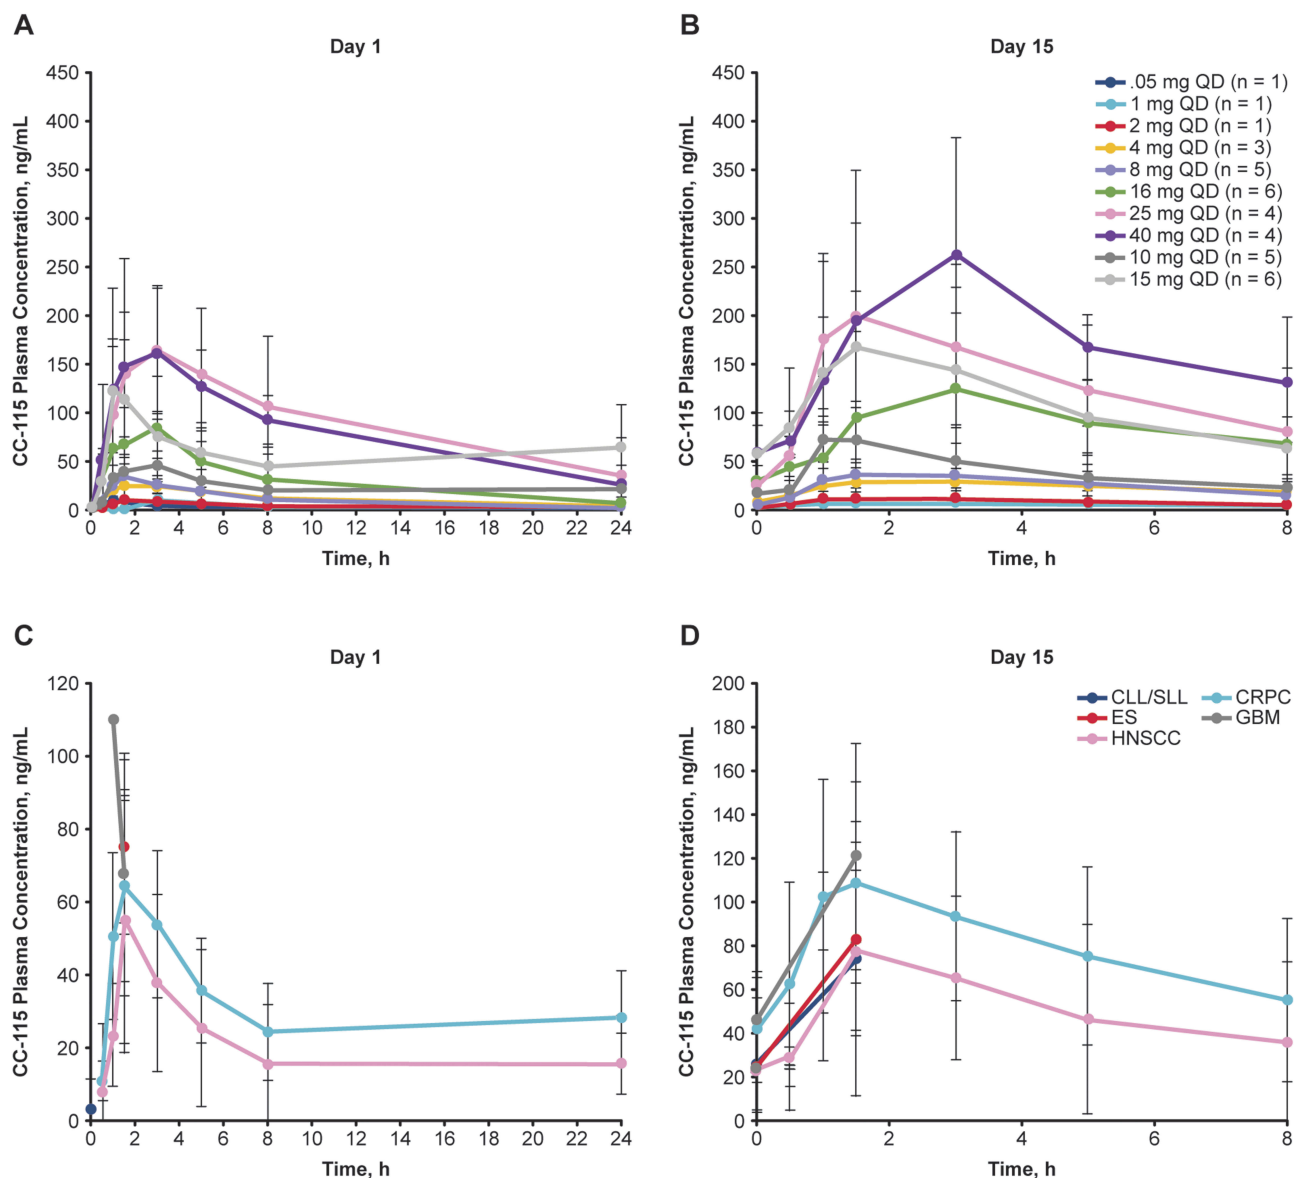 A
Day 1
CC-115 Plasma Concentration, ng/mL
450
400
350
300
250
200
150
100
50
0
0 2 4 6 8 10 12 14 16 18 20 22 24
Time, h
B
Day 15
CC-115 Plasma Concentration, ng/mL
450
400
350
300
250
200
150
100
50
0
0 2 4 6 8
Time, h
.05 mg QD (n = 1)
1 mg QD (n = 1)
2 mg QD (n = 1)
4 mg QD (n = 3)
8 mg QD (n = 5)
16 mg QD (n = 6)
25 mg QD (n = 4)
40 mg QD (n = 4)
10 mg QD (n = 5)
15 mg QD (n = 6)
C
Day 1
CC-115 Plasma Concentration, ng/mL
120
100
80
60
40
20
0
0 2 4 6 8 10 12 14 16 18 20 22 24
Time, h
D
Day 15
CC-115 Plasma Concentration, ng/mL
200
180
160
140
120
100
80
60
40
20
0
0 2 4 6 8
Time, h
CLL/SLL CRPC
ES GBM
HNSCC